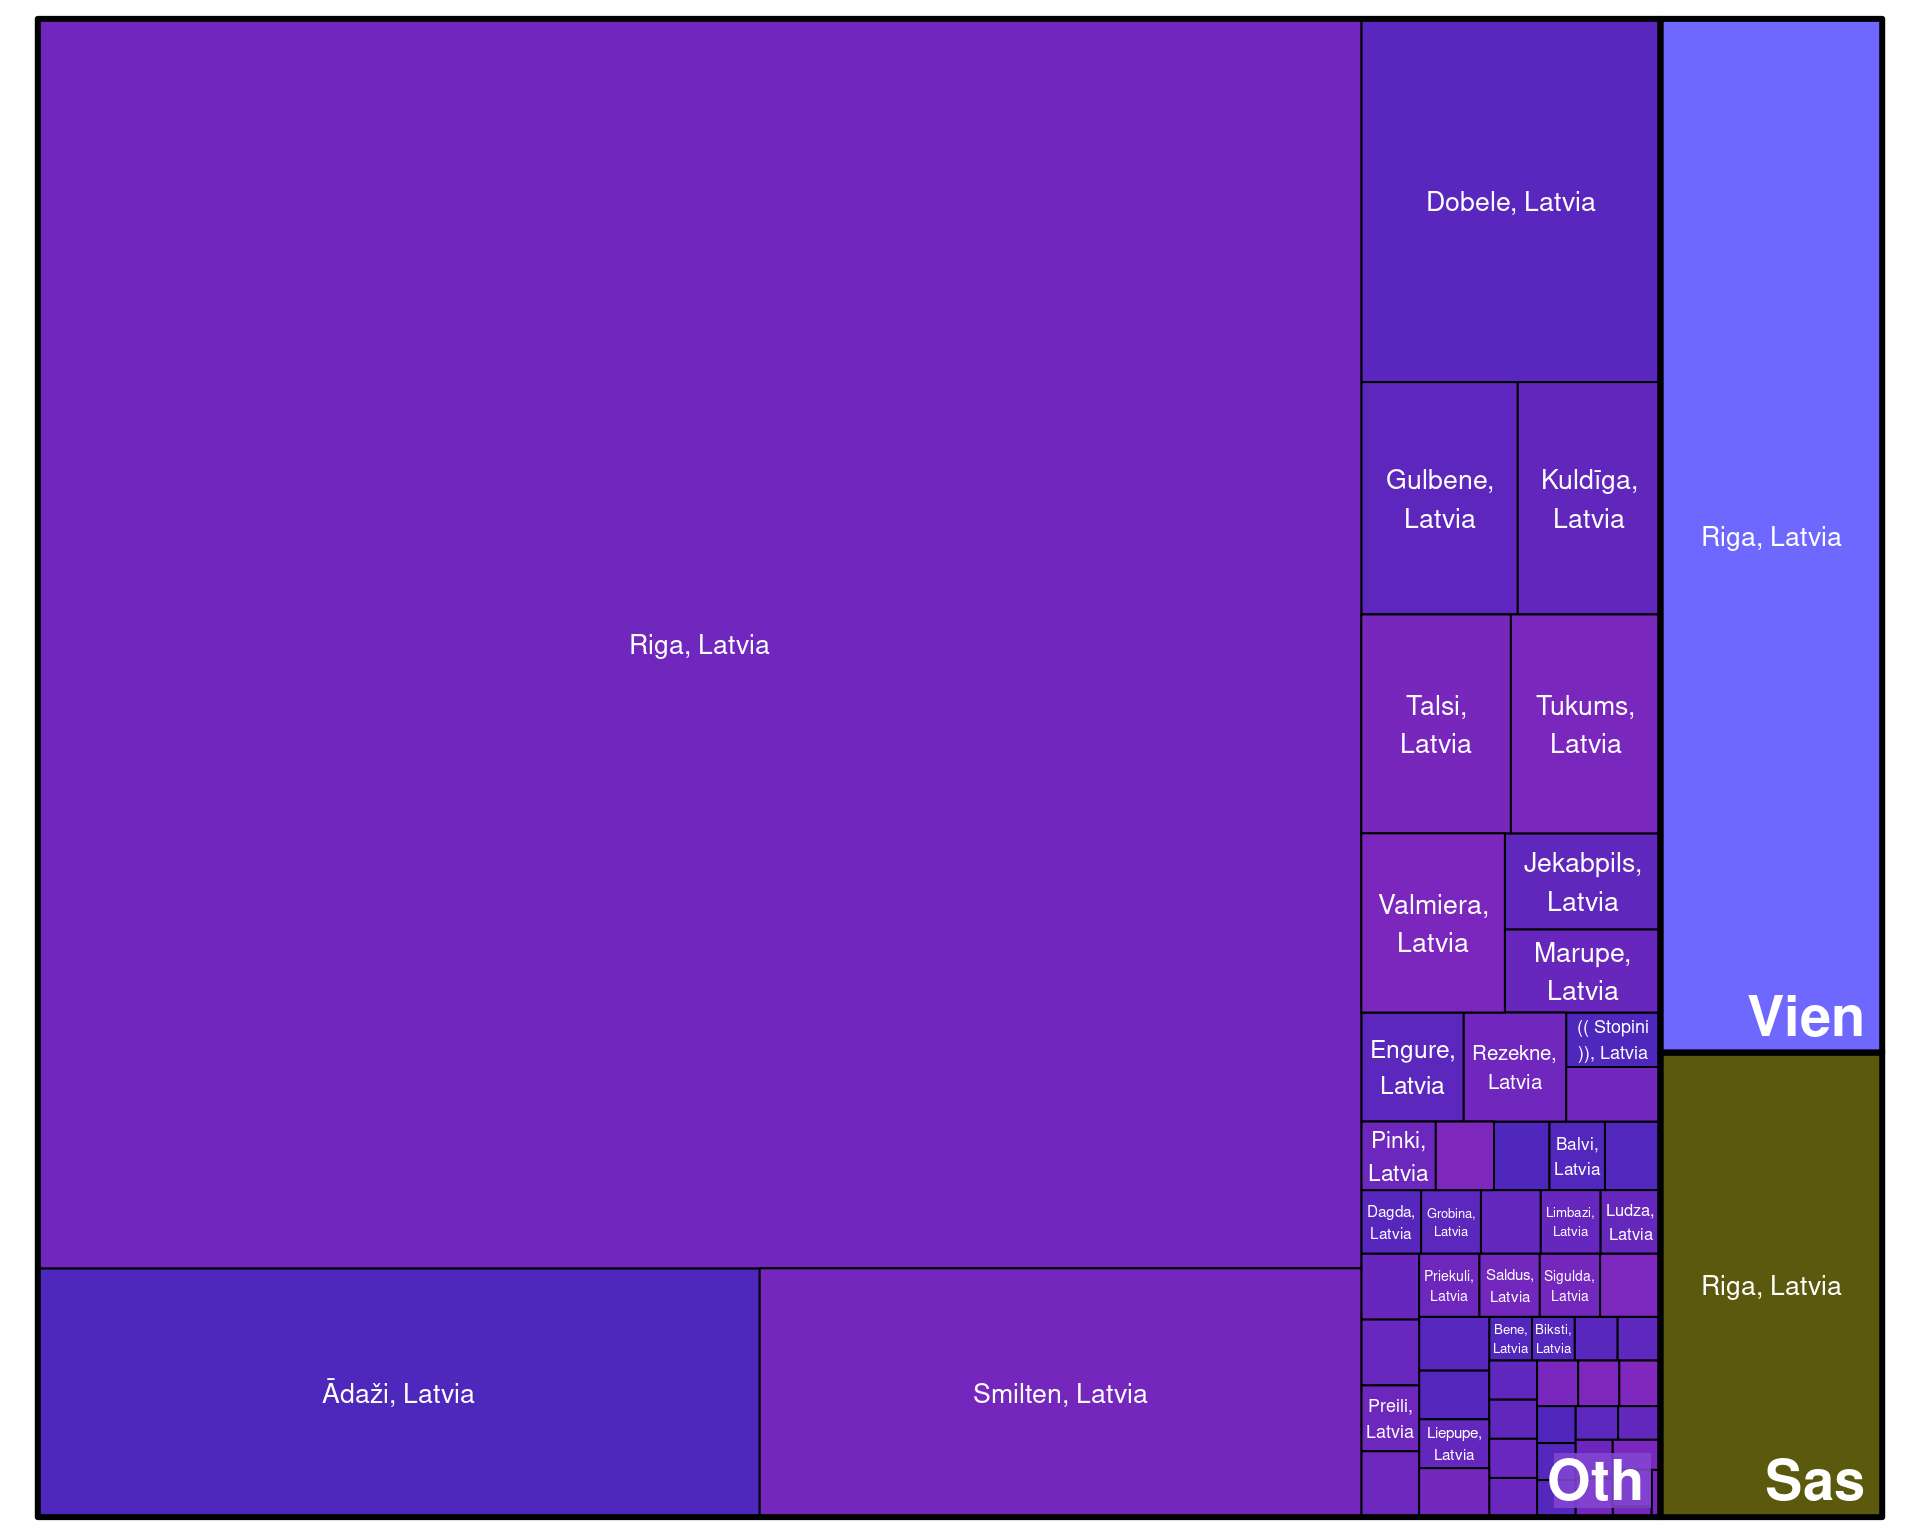 Riga, Latvia
Ādaži, Latvia
Smilten, Latvia
Dobele, Latvia
Gulbene,
Latvia
Kuldīga,
Latvia
Talsi,
Latvia
Tukums,
Latvia
Valmiera,
Latvia
Jekabpils,
Latvia
Marupe,
Latvia
Engure,
Latvia
Rezekne,
Latvia
(( Stopini
)), Latvia
Pinki,
Latvia
Balvi,
Latvia
Dagda,
Latvia
Grobina,
Latvia
Limbazi,
Latvia
Ludza,
Latvia
Priekuli,
Latvia
Saldus,
Latvia
Sigulda,
Latvia
Bene,
Latvia
Biksti,
Latvia
Preili,
Latvia
Liepupe,
Latvia
Oth
Riga, Latvia
Vien
Riga, Latvia
Sas